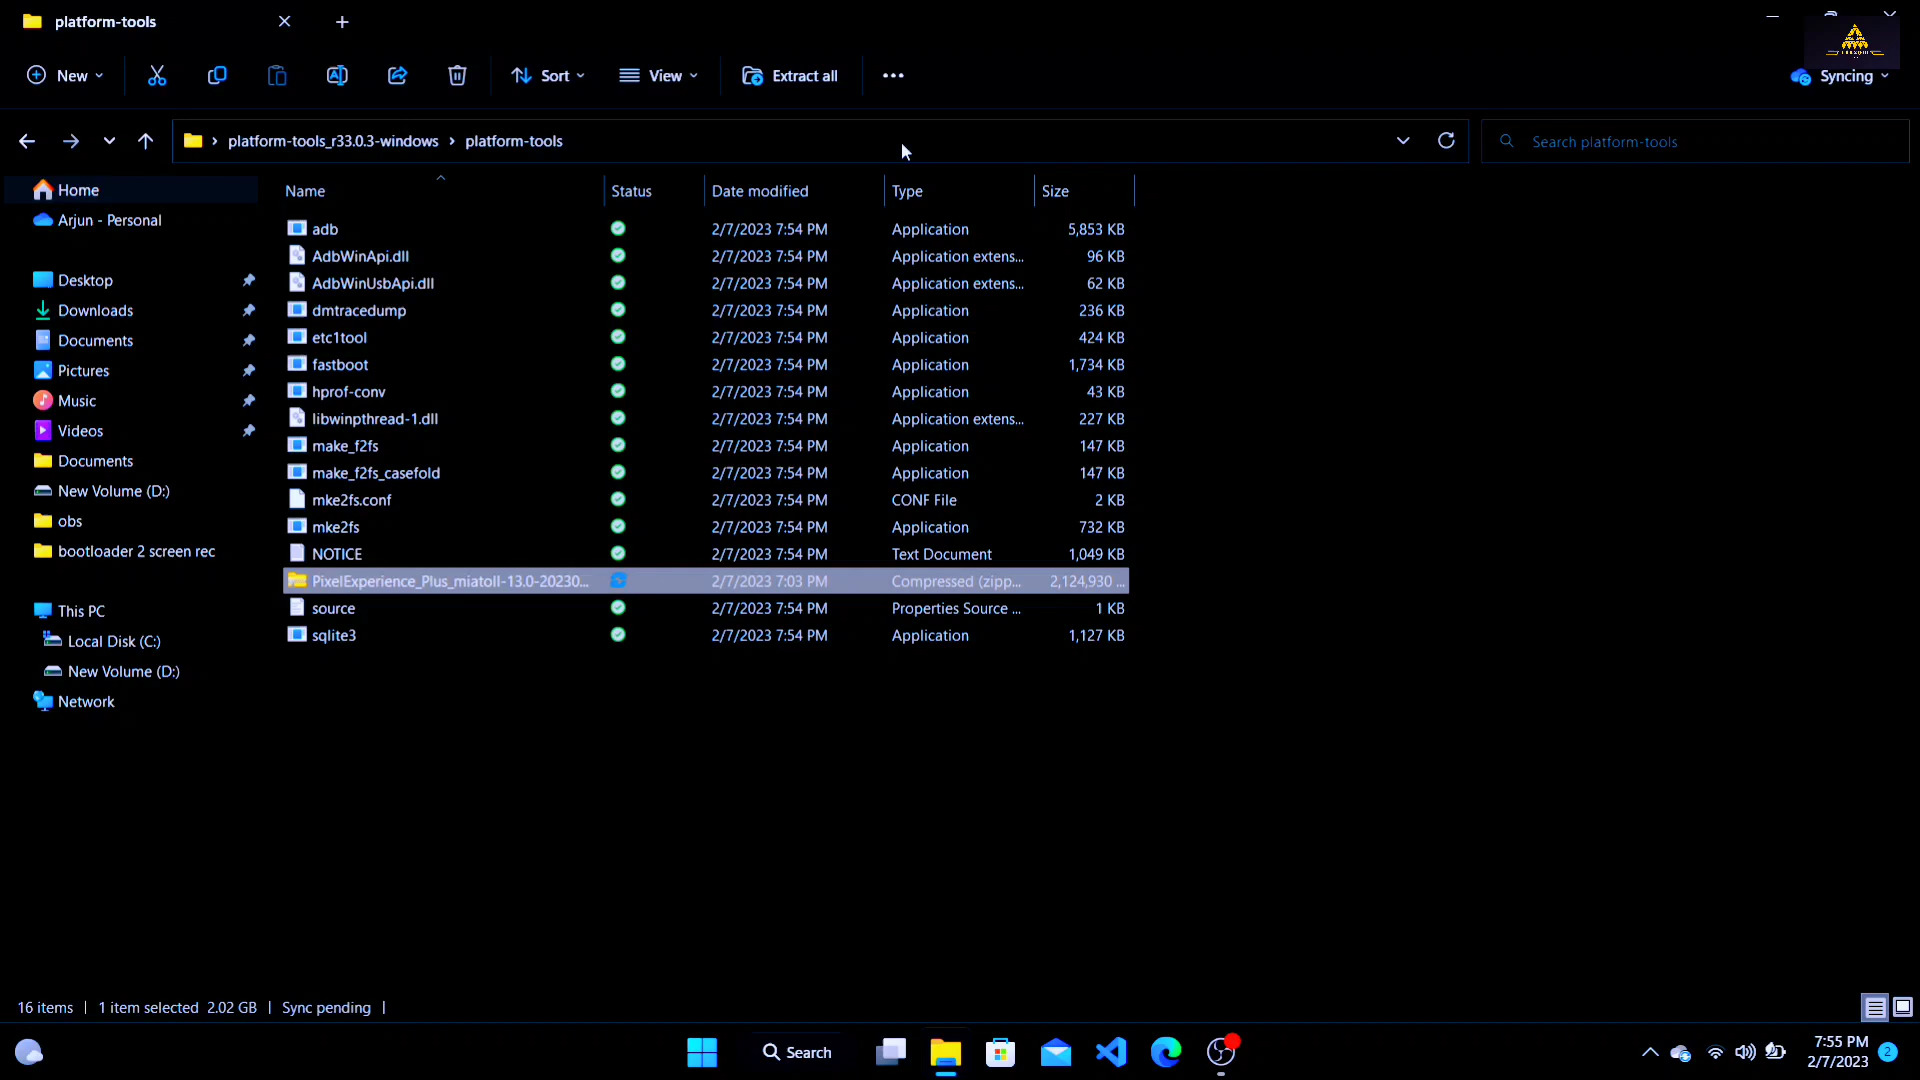 platform-tools
New
Sort
View
Extract all
Syncing
platform-tools_r33.0.3-windows
platform-tools
Search platform-tools
Home
Arjun - Personal
Desktop
Downloads
Documents
Pictures
Music
Videos
Documents
New Volume (D:)
obs
bootloader 2 screen rec
This PC
Local Disk (C:)
New Volume (D:)
Network
Name Status Date modified Type Size
adb 2/7/2023 7:54 PM Application 5,853 KB
AdbWinApi.dll 2/7/2023 7:54 PM Application extens... 96 KB
AdbWinUsbApi.dll 2/7/2023 7:54 PM Application extens... 62 KB
dmtracedump 2/7/2023 7:54 PM Application 236 KB
etc1tool 2/7/2023 7:54 PM Application 424 KB
fastboot 2/7/2023 7:54 PM Application 1,734 KB
hprof-conv 2/7/2023 7:54 PM Application 43 KB
libwinpthread-1.dll 2/7/2023 7:54 PM Application extens... 227 KB
make_f2fs 2/7/2023 7:54 PM Application 147 KB
make_f2fs_casefold 2/7/2023 7:54 PM Application 147 KB
mke2fs.conf 2/7/2023 7:54 PM CONF File 2 KB
mke2fs 2/7/2023 7:54 PM Application 732 KB
NOTICE 2/7/2023 7:54 PM Text Document 1,049 KB
PixelExperience_Plus_miatoll-13.0-20230... 2/7/2023 7:03 PM Compressed (zipp... 2,124,930 ...
source 2/7/2023 7:54 PM Properties Source ... 1 KB
sqlite3 2/7/2023 7:54 PM Application 1,127 KB
16 items | 1 item selected 2.02 GB | Sync pending |
Search
7:55 PM
2/7/2023
2